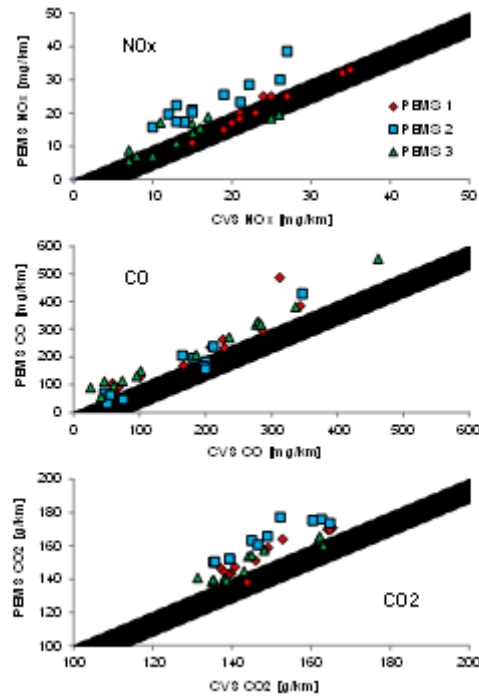 NOx
PEMS NOx [mg/km]
50
40
30
20
10
0
PEMS 1
PEMS 2
PEMS 3
0 10 20 30 40 50
CVS NOx [mg/km]
CO
PEMS CO [mg/km]
600
500
400
300
200
100
0
0 100 200 300 400 500 600
CVS CO [mg/km]
PEMS CO2 [g/km]
200
180
160
140
120
100
CO2
100 120 140 160 180 200
CVS CO2 [g/km]